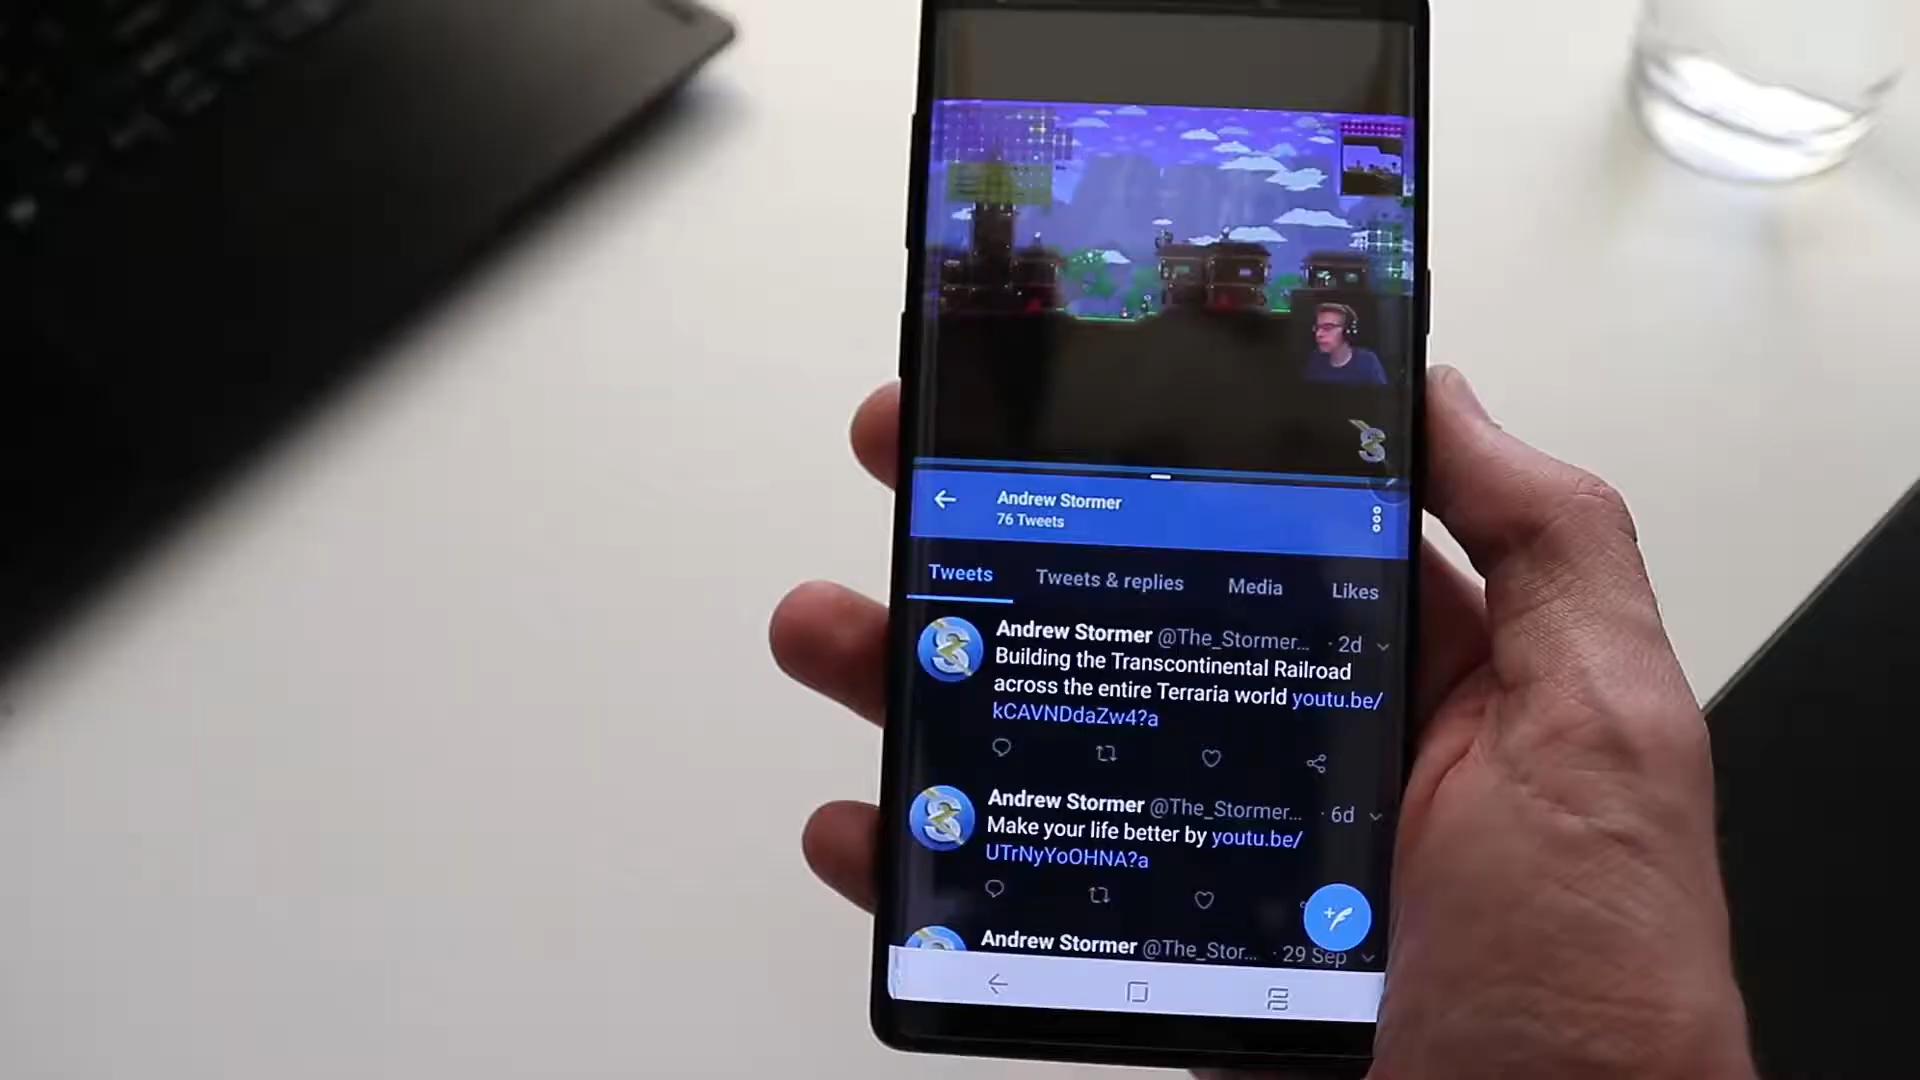 Andrew Stormer
76 Tweets
Tweets Tweets & replies Media Likes
Andrew Stormer @The_Stormer... · 2d
Building the Transcontinental Railroad
across the entire Terraria world youtu.be/
kCAVNDdaZw4?a
Andrew Stormer @The_Stormer... · 6d
Make your life better by youtu.be/
UTrNyYoOHNA?a
Andrew Stormer @The_Stor... · 29 Sep